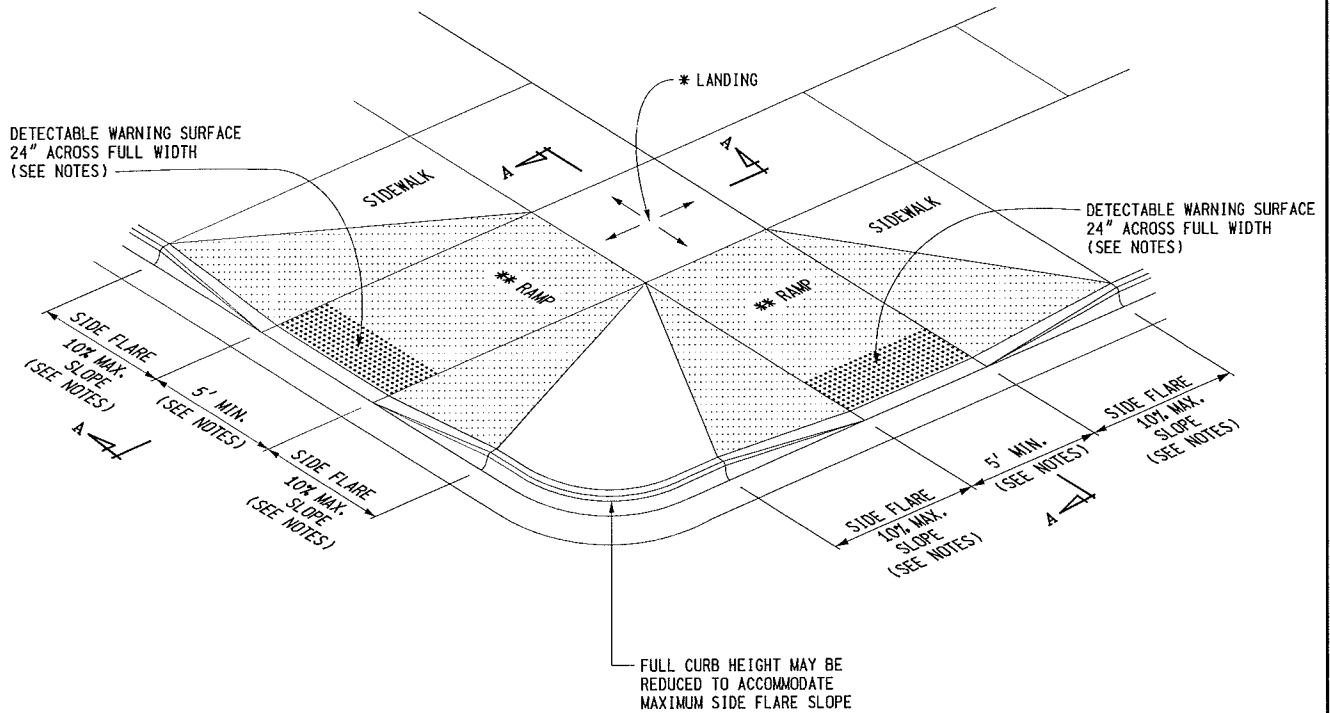 * LANDING
DETECTABLE WARNING SURFACE
24" ACROSS FULL WIDTH
(SEE NOTES)
A
A
SIDEWALK
SIDEWALK
DETECTABLE WARNING SURFACE
24" ACROSS FULL WIDTH
(SEE NOTES)
** RAMP
** RAMP
SIDE FLARE
10% MAX.
SLOPE
(SEE NOTES)
5' MIN.
(SEE NOTES)
A
SIDE FLARE
10% MAX.
SLOPE
(SEE NOTES)
SIDE FLARE
10% MAX.
SLOPE
(SEE NOTES)
5' MIN.
(SEE NOTES)
A
SIDE FLARE
10% MAX.
SLOPE
(SEE NOTES)
FULL CURB HEIGHT MAY BE
REDUCED TO ACCOMMODATE
MAXIMUM SIDE FLARE SLOPE